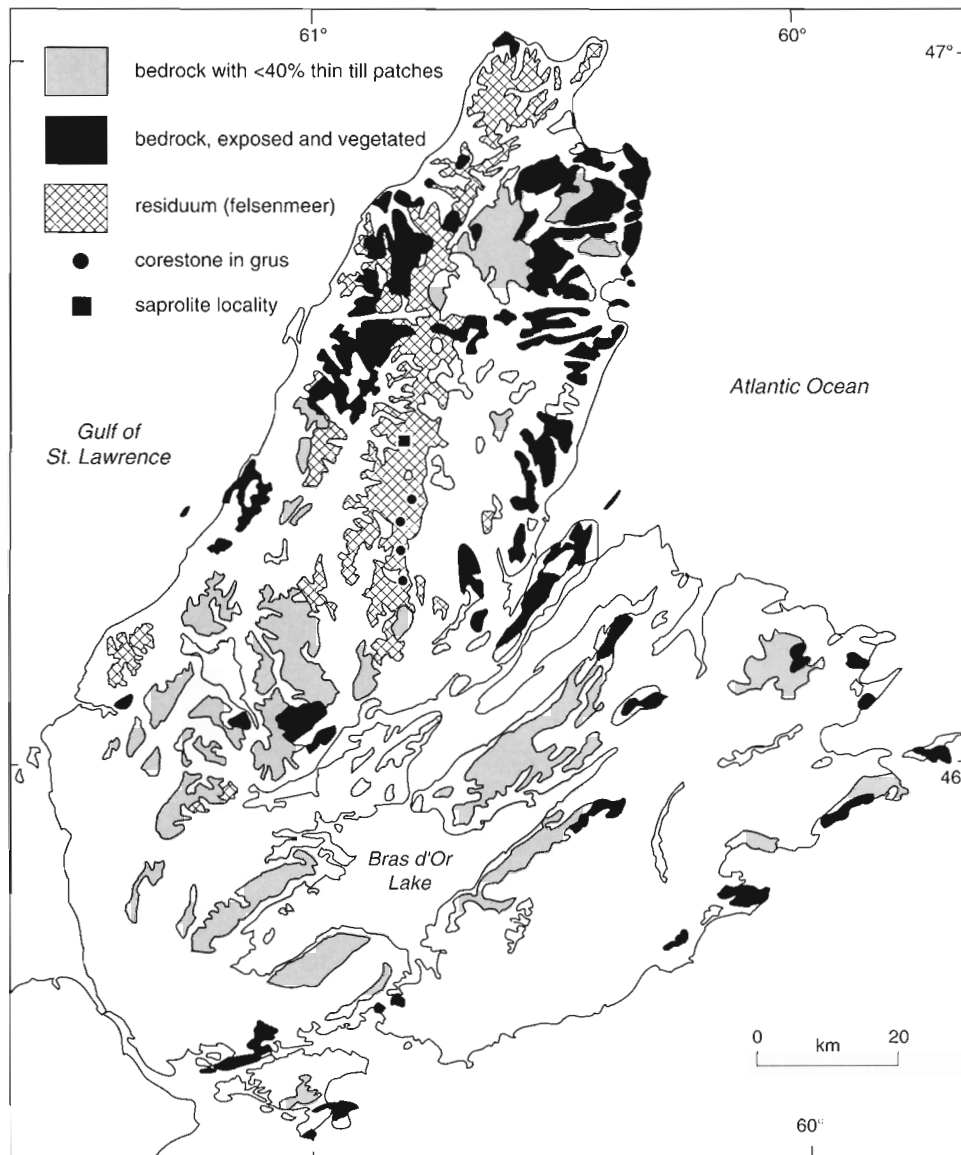 61°
60°
47°
bedrock with <40% thin till patches
bedrock, exposed and vegetated
residuum (felsenmeer)
corestone in grus
saprolite locality
Atlantic Ocean
Gulf of
St. Lawrence
46
Bras d'Or
Lake
0 20
km
60°